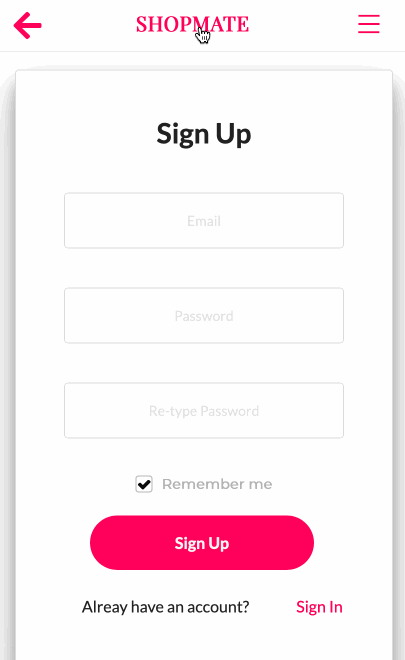 SHOPMATE
Sign Up
Email
Password
Re-type Password
Remember me
Sign Up
Alreay have an account? Sign In